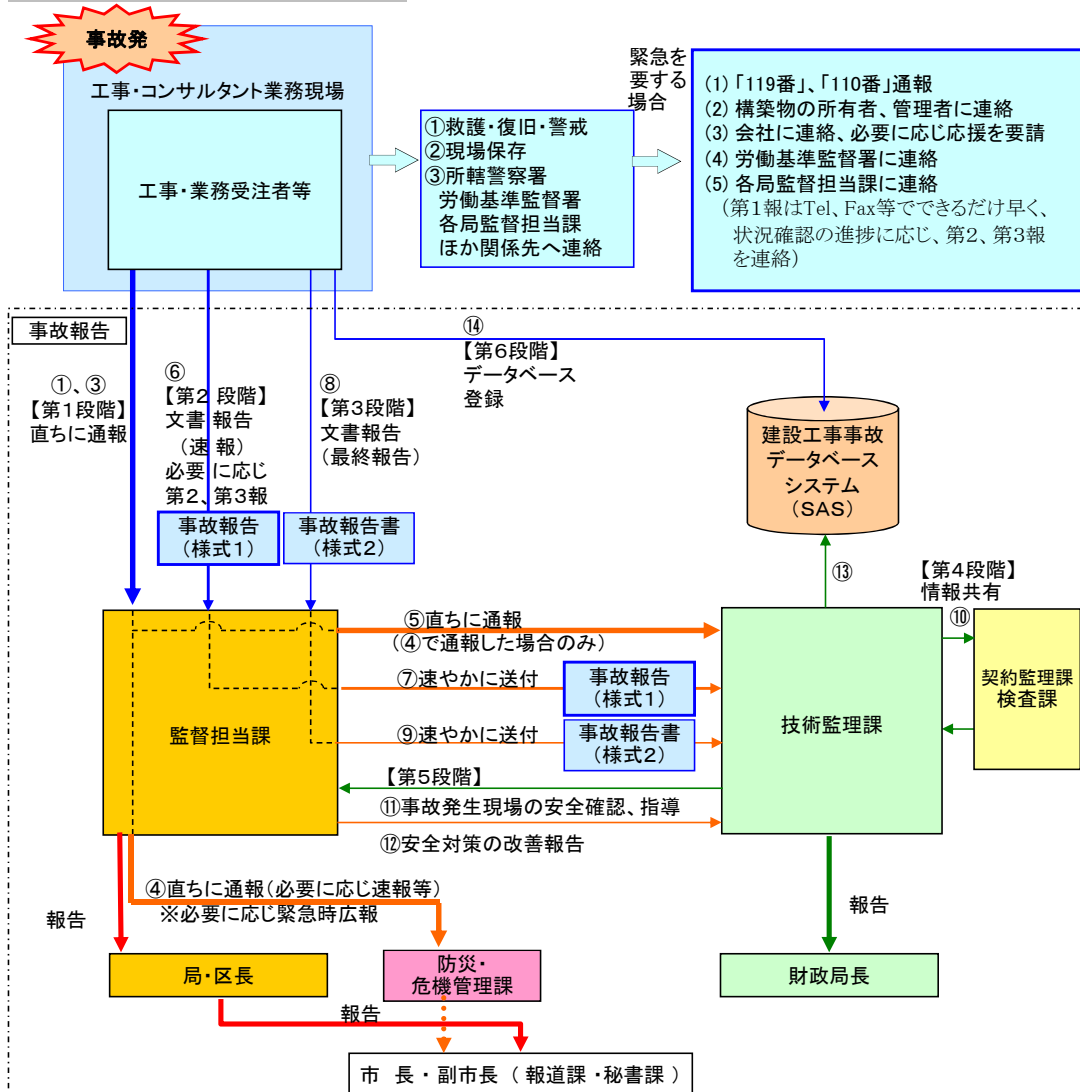 事故発
工事・コンサルタント業務現場
工事・業務受注者等
①救護・復旧・警戒
②現場保存
③所轄警察署
労働基準監督署
各局監督担当課
ほか関係先へ連絡
緊急を
要する
場合
(1)「119番」、「110番」通報
(2) 構築物の所有者、管理者に連絡
(3) 会社に連絡、必要に応じ応援を要請
(4) 労働基準監督署に連絡
(5) 各局監督担当課に連絡
(第1報はTel、Fax等でできるだけ早く、
状況確認の進捗に応じ、第2、第3報
を連絡)
事故報告
①、③
【第1段階】
直ちに通報
⑥
【第2段階】
文書報告
(速報)
必要に応じ
第2、第3報
⑧
【第3段階】
文書報告
(最終報告)
⑭
【第6段階】
データベース
登録
建設工事事故
データベース
システム
(SAS)
事故報告
(様式1)
事故報告書
(様式2)
⑬
【第4段階】
情報共有
⑩
監督担当課
⑤直ちに通報
(④で通報した場合のみ)
⑦速やかに送付
事故報告
(様式1)
⑨速やかに送付
事故報告書
(様式2)
【第5段階】
⑪事故発生現場の安全確認、指導
⑫安全対策の改善報告
技術監理課
契約監理課
検査課
④直ちに通報(必要に応じ速報等)
※必要に応じ緊急時広報
報告
報告
局・区長
防災・
危機管理課
財政局長
報告
市 長・副市長 ( 報道課・秘書課 )